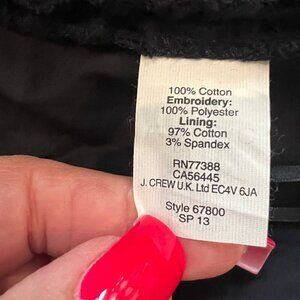 100% Cotton
Embroidery:
100% Polyester
Lining:
97% Cotton
3% Spandex
RN77388
CA56445
J. CREW U.K. Ltd EC4V 6JA
Style 67800
SP 13